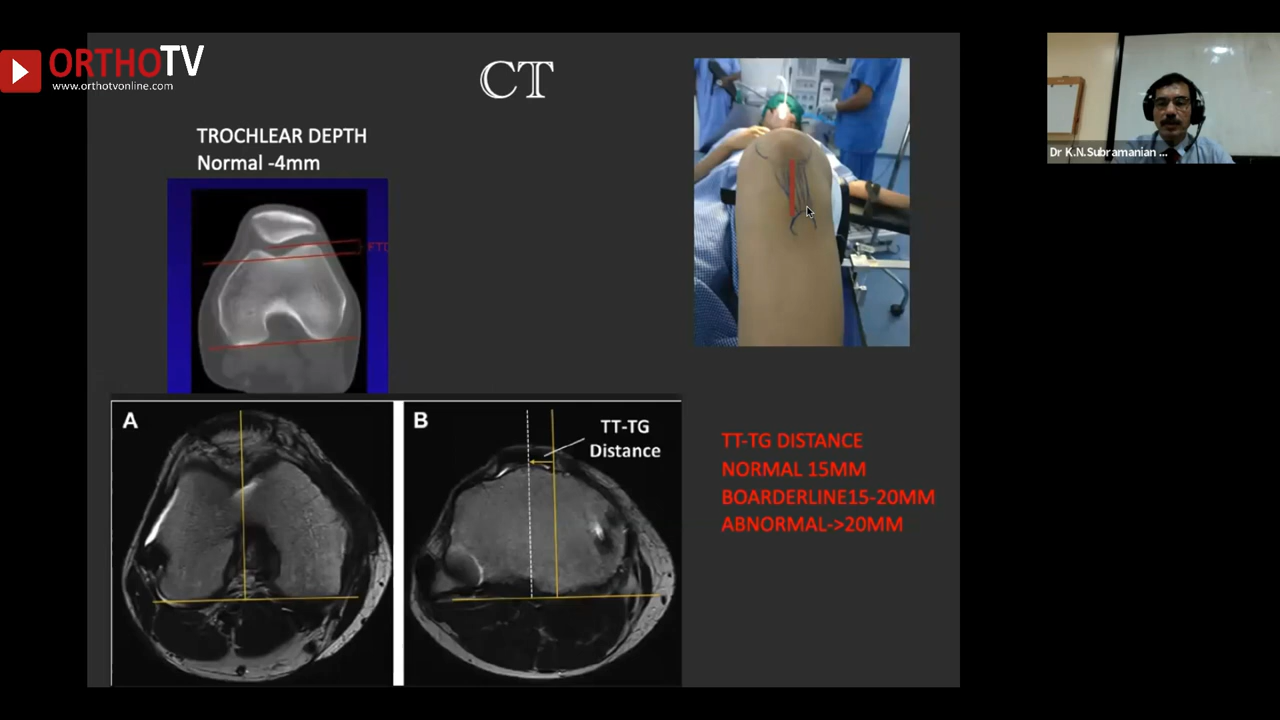 ORTHOTV
www.orthotvonline.com
CT
TROCHLEAR DEPTH
Normal -4mm
FTD
A
B
TT-TG
Distance
TT-TG DISTANCE
NORMAL 15MM
BOARDERLINE15-20MM
ABNORMAL->20MM
Dr K.N.Subramanian ...